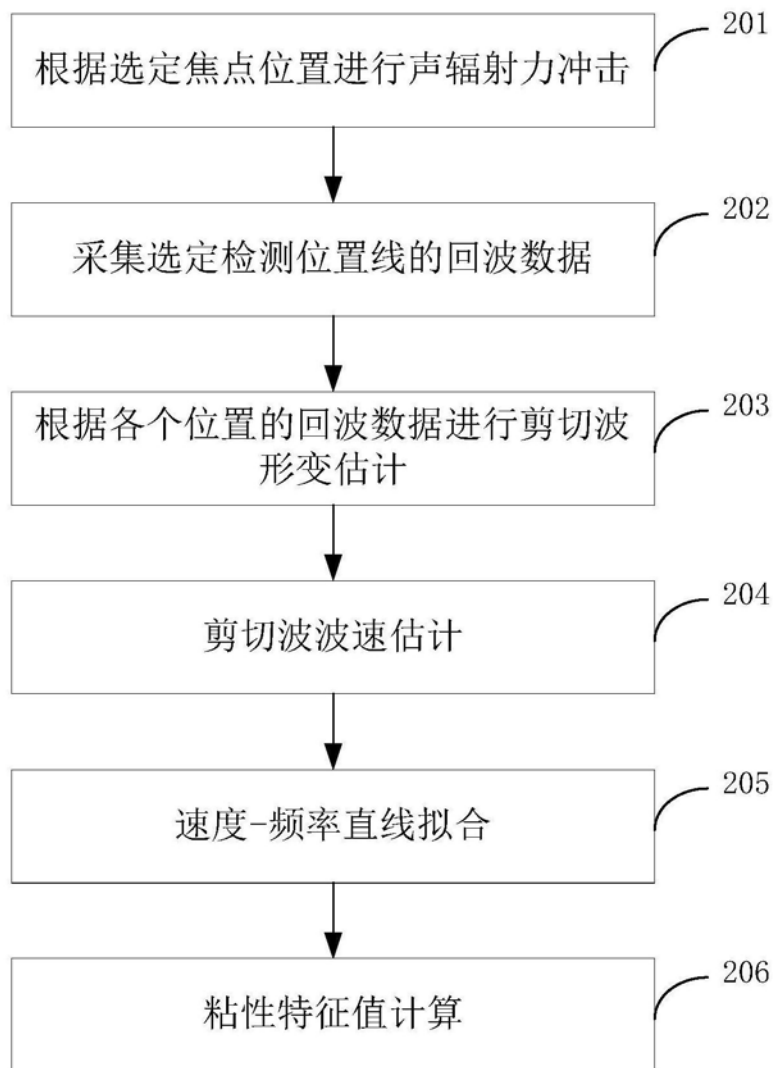 201
根据选定焦点位置进行声辐射力冲击
202
采集选定检测位置线的回波数据
203
根据各个位置的回波数据进行剪切波
形变估计
204
剪切波波速估计
205
速度-频率直线拟合
206
粘性特征值计算